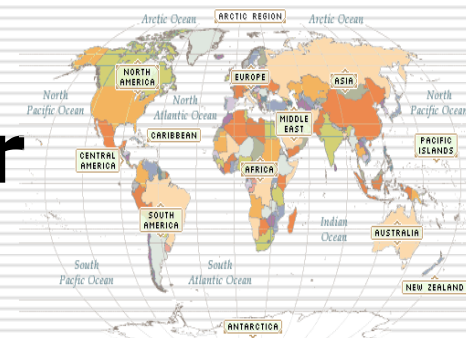 Arctic Ocean ARCTIC REGION Arctic Ocean
NORTH
AMERICA
EUROPE
ASIA
North
Pacific Ocean
North
Atlantic Ocean
North
Pacific Ocean
MIDDLE
EAST
CARIBBEAN
PACIFIC
ISLANDS
r
CENTRAL
AMERICA
AFRICA
SOUTH
AMERICA
Indian
Ocean
AUSTRALIA
South
Pacific Ocean
South
Atlantic Ocean
NEW ZEALAND
ANTARCTICA